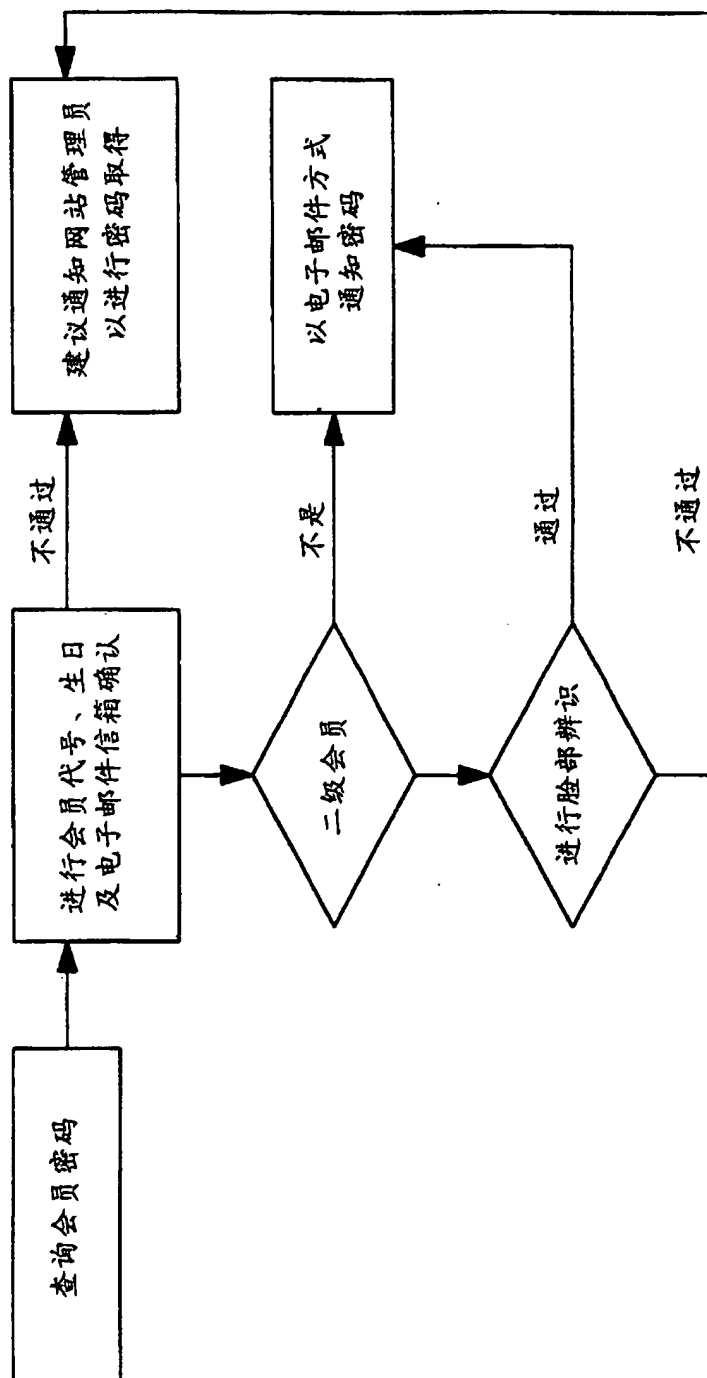 查询会员密码
进行会员代号、生日
及电子邮件信箱确认
不通过
建议通知网站管理员
以进行密码取得
二级会员
不是
以电子邮件方式
通知密码
进行脸部辨识
通过
不通过